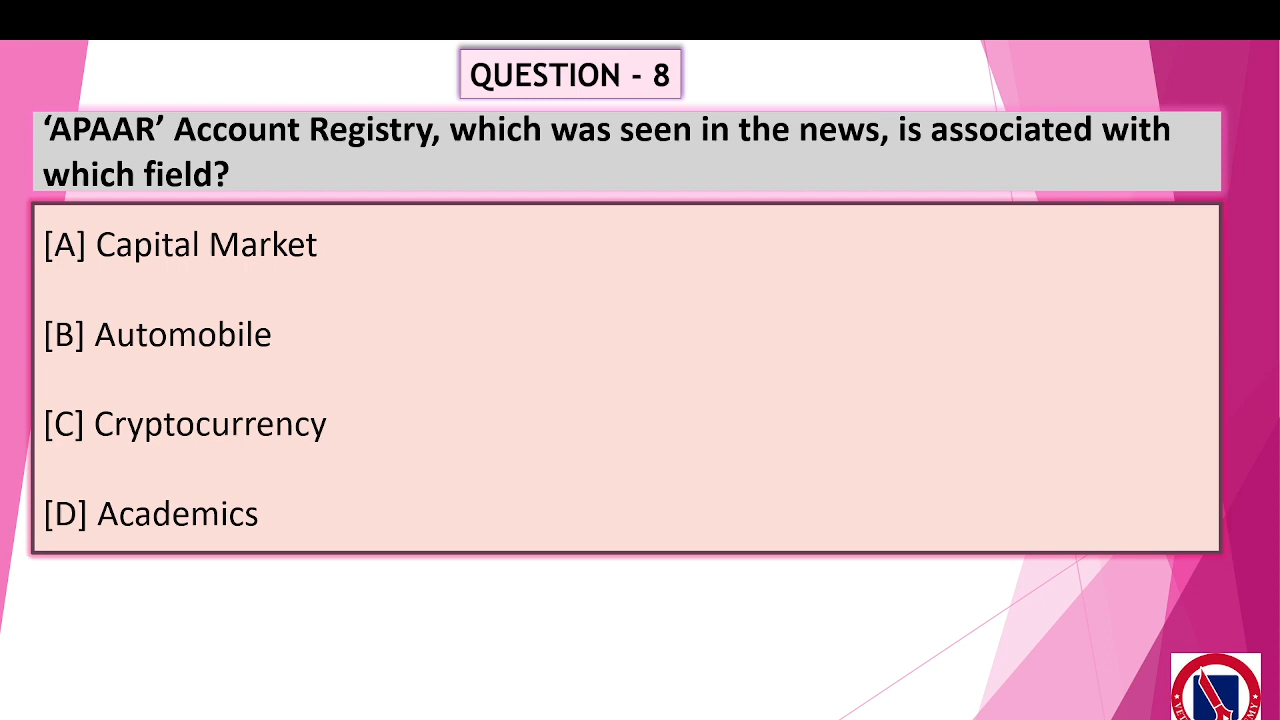 QUESTION - 8
‘APAAR’ Account Registry, which was seen in the news, is associated with
which field?
[A] Capital Market
[B] Automobile
[C] Cryptocurrency
[D] Academics